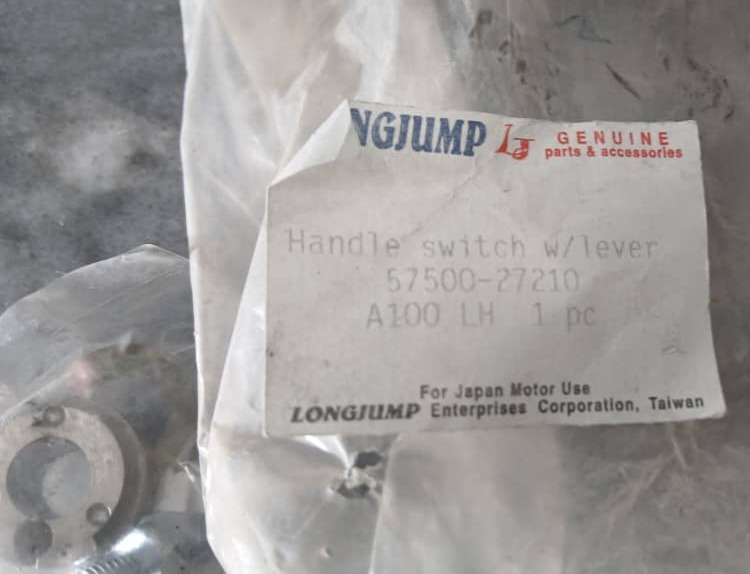 NGJUMP LJ GENUINE
parts & accessories
Handle switch w/lever
57500-27210
A100 LH 1 pc
For Japan Motor Use
LONGJUMP Enterprises Corporation, Taiwan